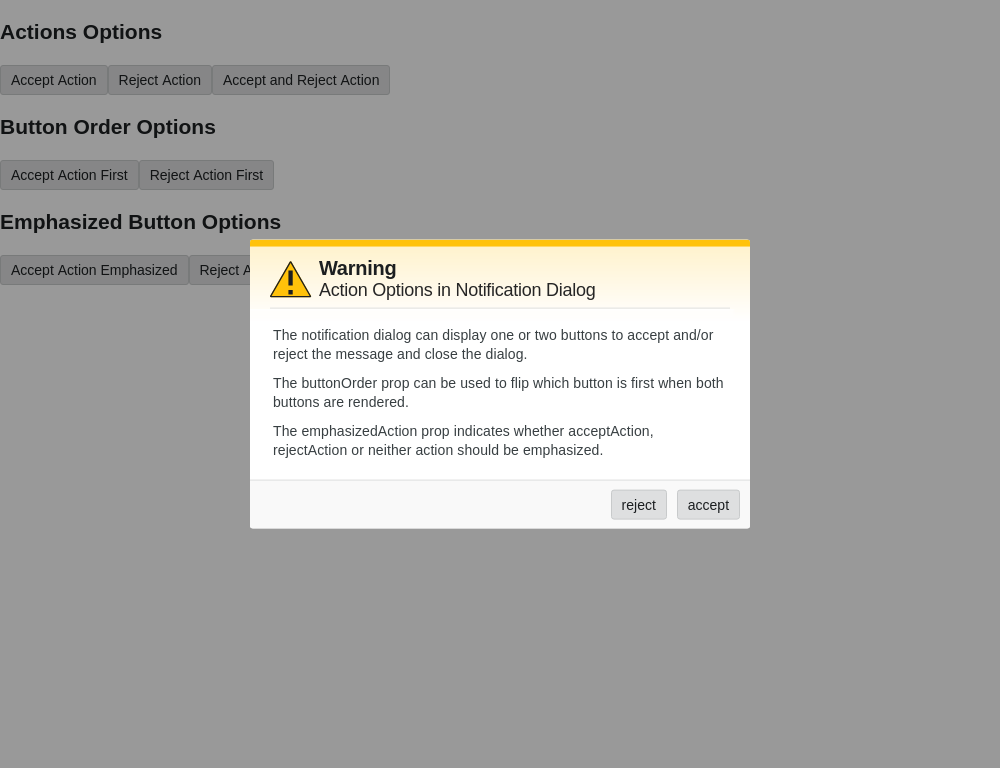 Actions Options
Accept Action Reject Action Accept and Reject Action
Button Order Options
Accept Action First Reject Action First
Emphasized Button Options
Accept Action Emphasized Reject
Warning
Action Options in Notification Dialog
The notification dialog can display one or two buttons to accept and/or
reject the message and close the dialog.
The buttonOrder prop can be used to flip which button is first when both
buttons are rendered.
The emphasizedAction prop indicates whether acceptAction,
rejectAction or neither action should be emphasized.
reject accept